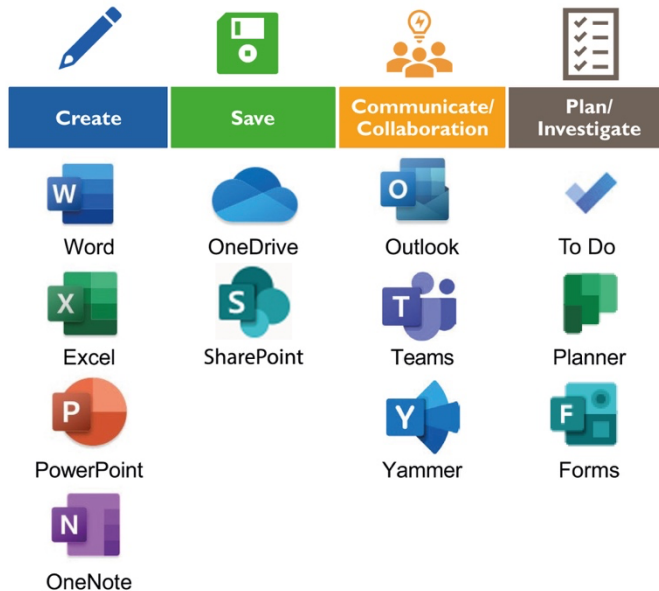 Create
Save
Communicate/
Collaboration
Plan/
Investigate
W
Word
OneDrive
O
Outlook
To Do
X
Excel
S
SharePoint
T
Teams
Planner
P
PowerPoint
Y
Yammer
F
Forms
N
OneNote